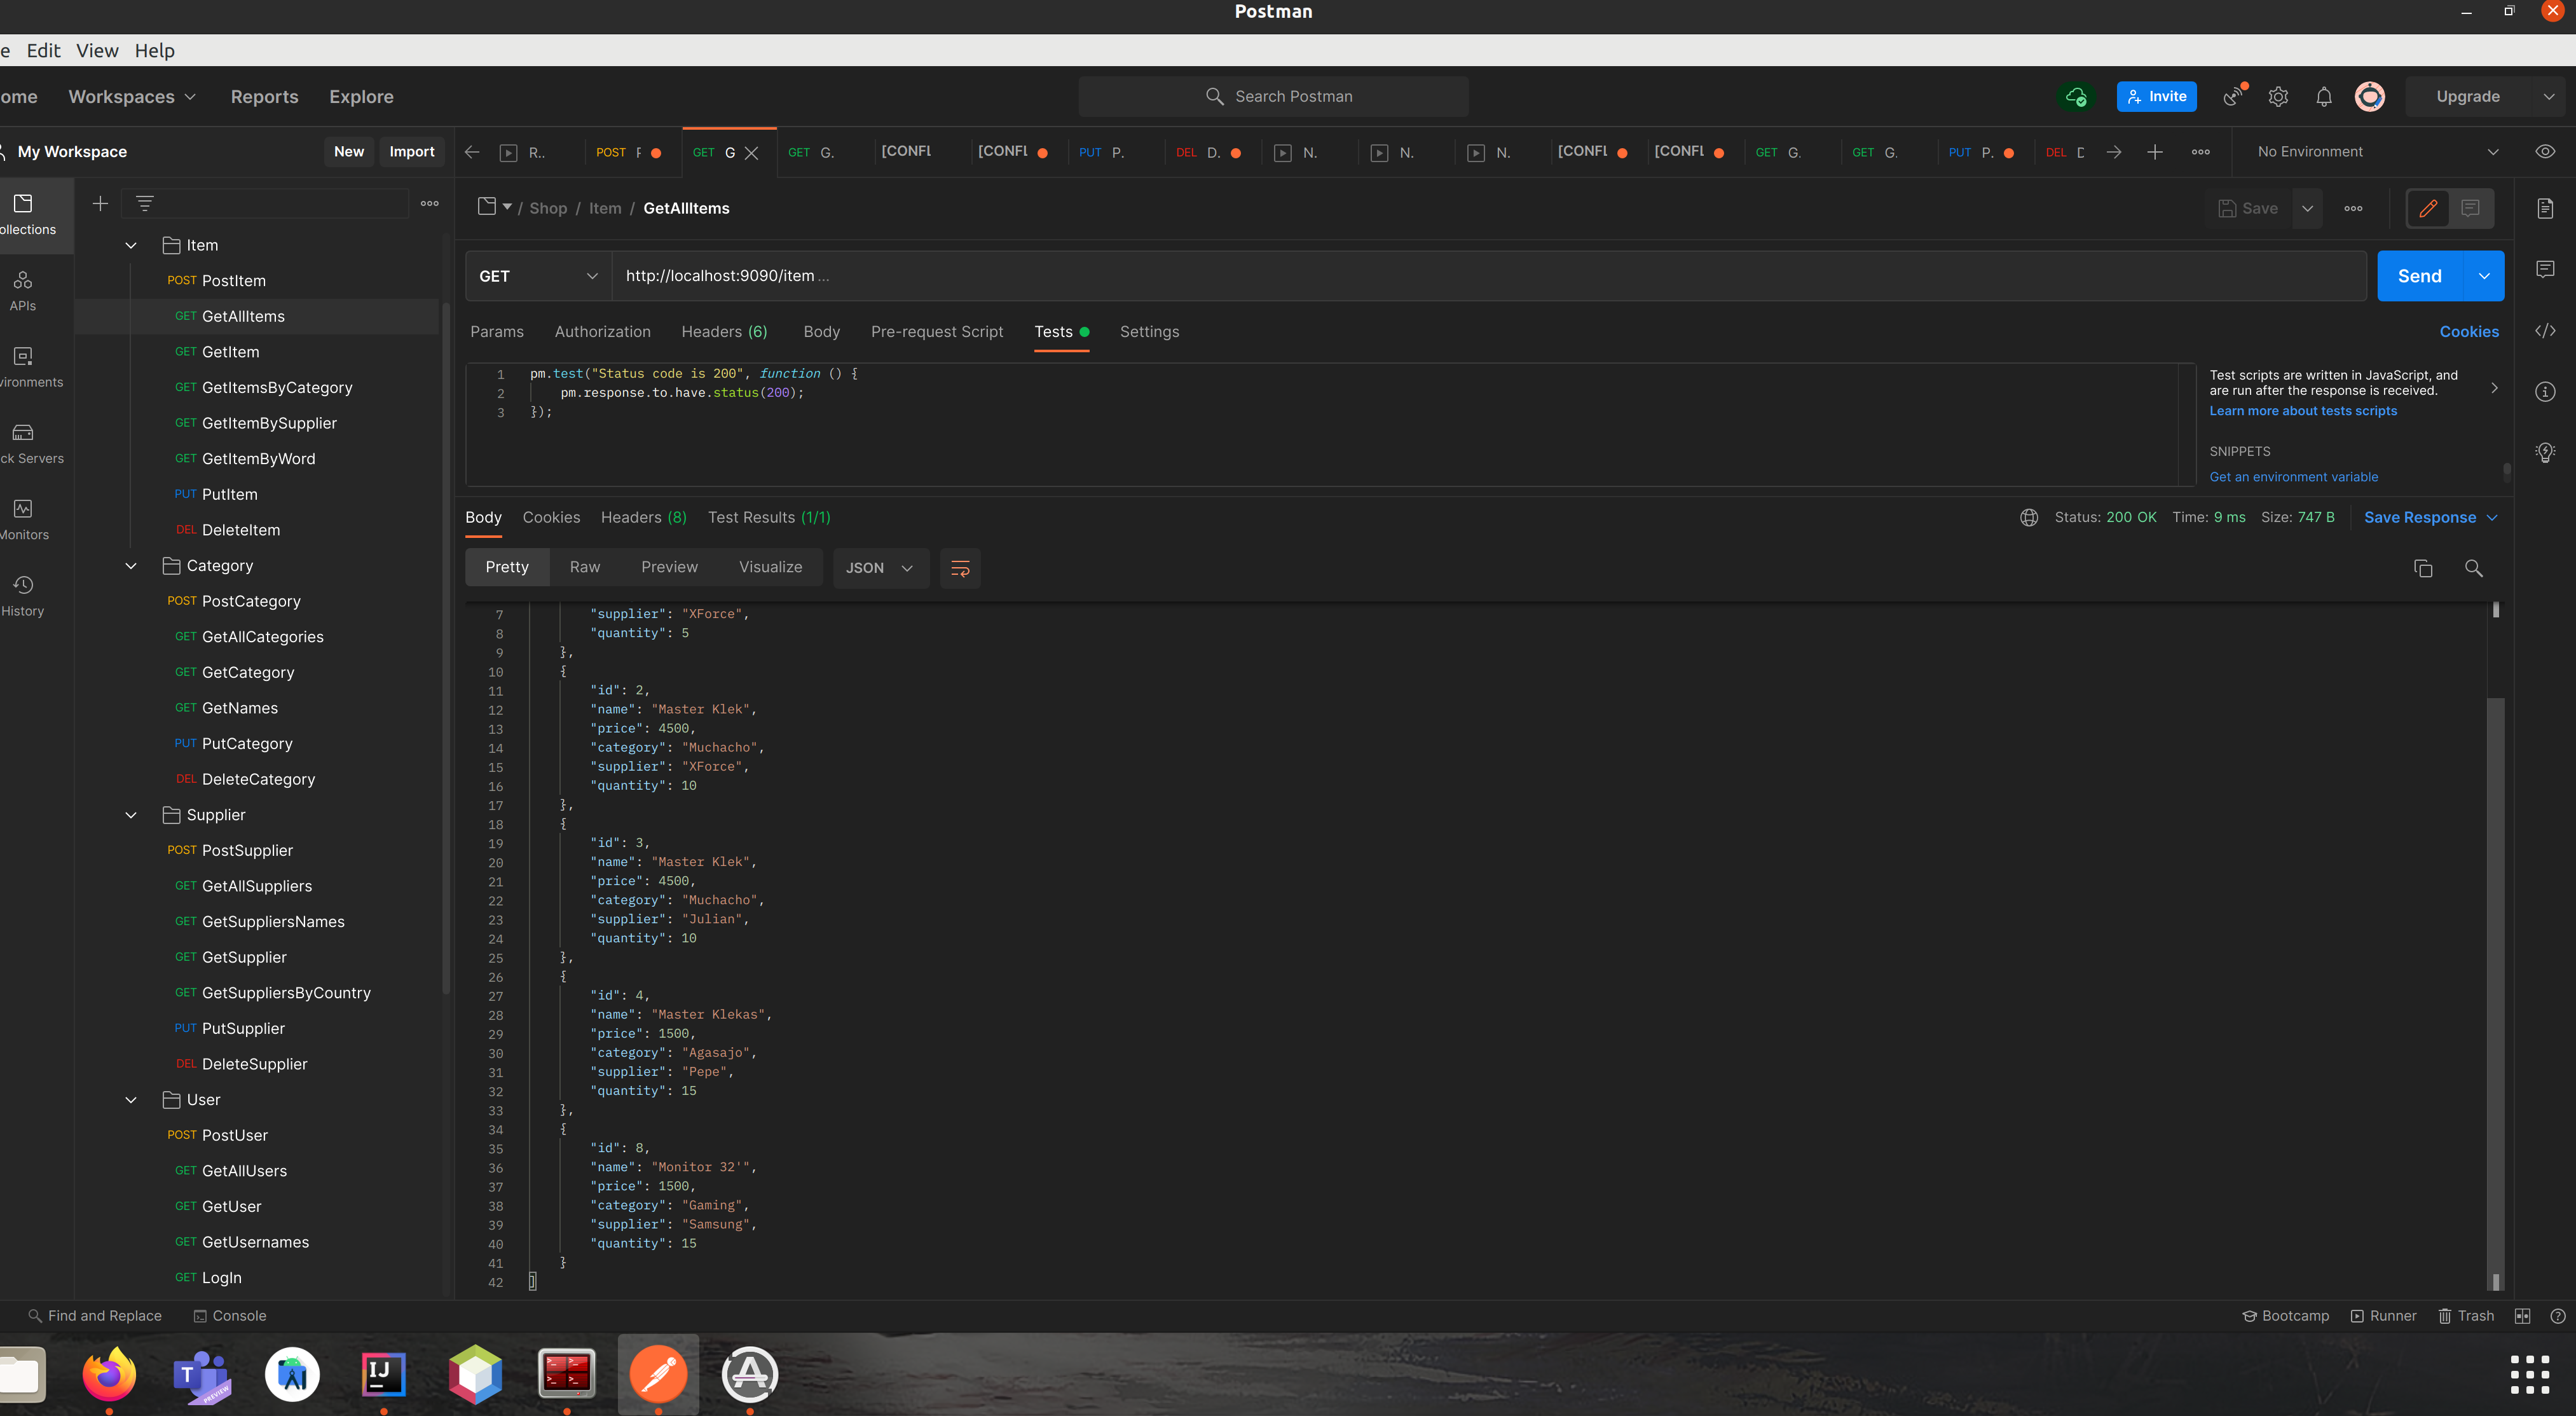 Postman
e Edit View Help
ome Workspaces Reports Explore
Search Postman
Invite
Upgrade
My Workspace
New Import
R..
POST F
GET G
GET G.
[CONFL
[CONFL
PUT P.
DEL D.
N.
N.
N.
[CONFL
[CONFL
GET G.
GET G.
PUT P.
DEL D
No Environment
ollections
APIs
vironments
ck Servers
Monitors
History
Item
POST PostItem
GET GetAllItems
GET GetItem
GET GetItemsByCategory
GET GetItemBySupplier
GET GetItemByWord
PUT PutItem
DEL DeleteItem
Category
POST PostCategory
GET GetAllCategories
GET GetCategory
GET GetNames
PUT PutCategory
DEL DeleteCategory
Supplier
POST PostSupplier
GET GetAllSuppliers
GET GetSuppliersNames
GET GetSupplier
GET GetSuppliersByCountry
PUT PutSupplier
DEL DeleteSupplier
User
POST PostUser
GET GetAllUsers
GET GetUser
GET GetUsernames
GET LogIn
/ Shop / Item / GetAllItems
Save
GET http://localhost:9090/item ...
Send
Params Authorization Headers (6) Body Pre-request Script Tests Settings
Cookies
1 pm.test("Status code is 200", function () {
2 pm.response.to.have.status(200);
3 });
Test scripts are written in JavaScript, and
are run after the response is received.
Learn more about tests scripts
SNIPPETS
Get an environment variable
Body Cookies Headers (8) Test Results (1/1)
Status: 200 OK Time: 9 ms Size: 747 B Save Response
Pretty Raw Preview Visualize JSON
7 "supplier": "XForce",
8 "quantity": 5
9 },
10 {
11 "id": 2,
12 "name": "Master Klek",
13 "price": 4500,
14 "category": "Muchacho",
15 "supplier": "XForce",
16 "quantity": 10
17 },
18 {
19 "id": 3,
20 "name": "Master Klek",
21 "price": 4500,
22 "category": "Muchacho",
23 "supplier": "Julian",
24 "quantity": 10
25 },
26 {
27 "id": 4,
28 "name": "Master Klekas",
29 "price": 1500,
30 "category": "Agasajo",
31 "supplier": "Pepe",
32 "quantity": 15
33 },
34 {
35 "id": 8,
36 "name": "Monitor 32'",
37 "price": 1500,
38 "category": "Gaming",
39 "supplier": "Samsung",
40 "quantity": 15
41 }
42 ]
Find and Replace Console
Bootcamp Runner Trash
T PREVIEW
IJ